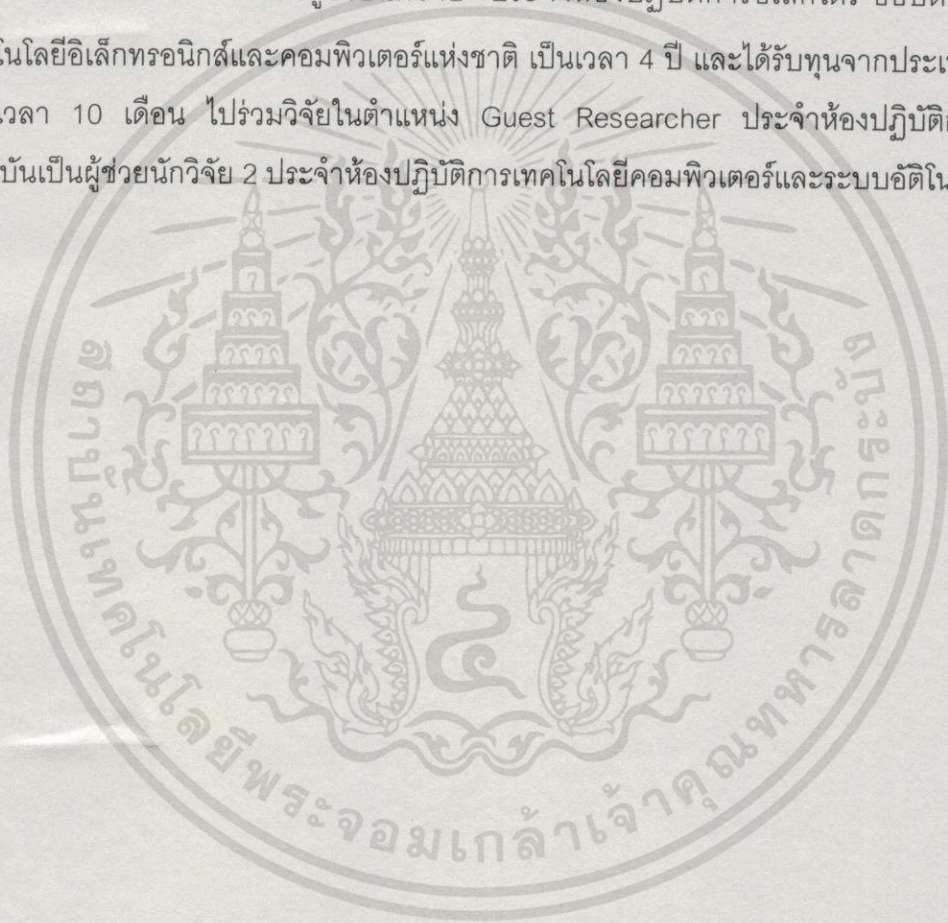 นโลยีอิเล็กทรอนิกส์และคอมพิวเตอร์แห่งชาติ เป็นเวลา 4 ปี และได้รับทุนจากประเ
เวลา 10 เดือน ไปร่วมวิจัยในตำแหน่ง Guest Researcher ประจำห้องปฏิบัติ
บันเป็นผู้ช่วยนักวิจัย 2 ประจำห้องปฏิบัติการเทคโนโลยีคอมพิวเตอร์และระบบอัติโน
สถาบันเทคโนโลยีพระจอมเกล้าเจ้าคุณทหารลาดกระบัง